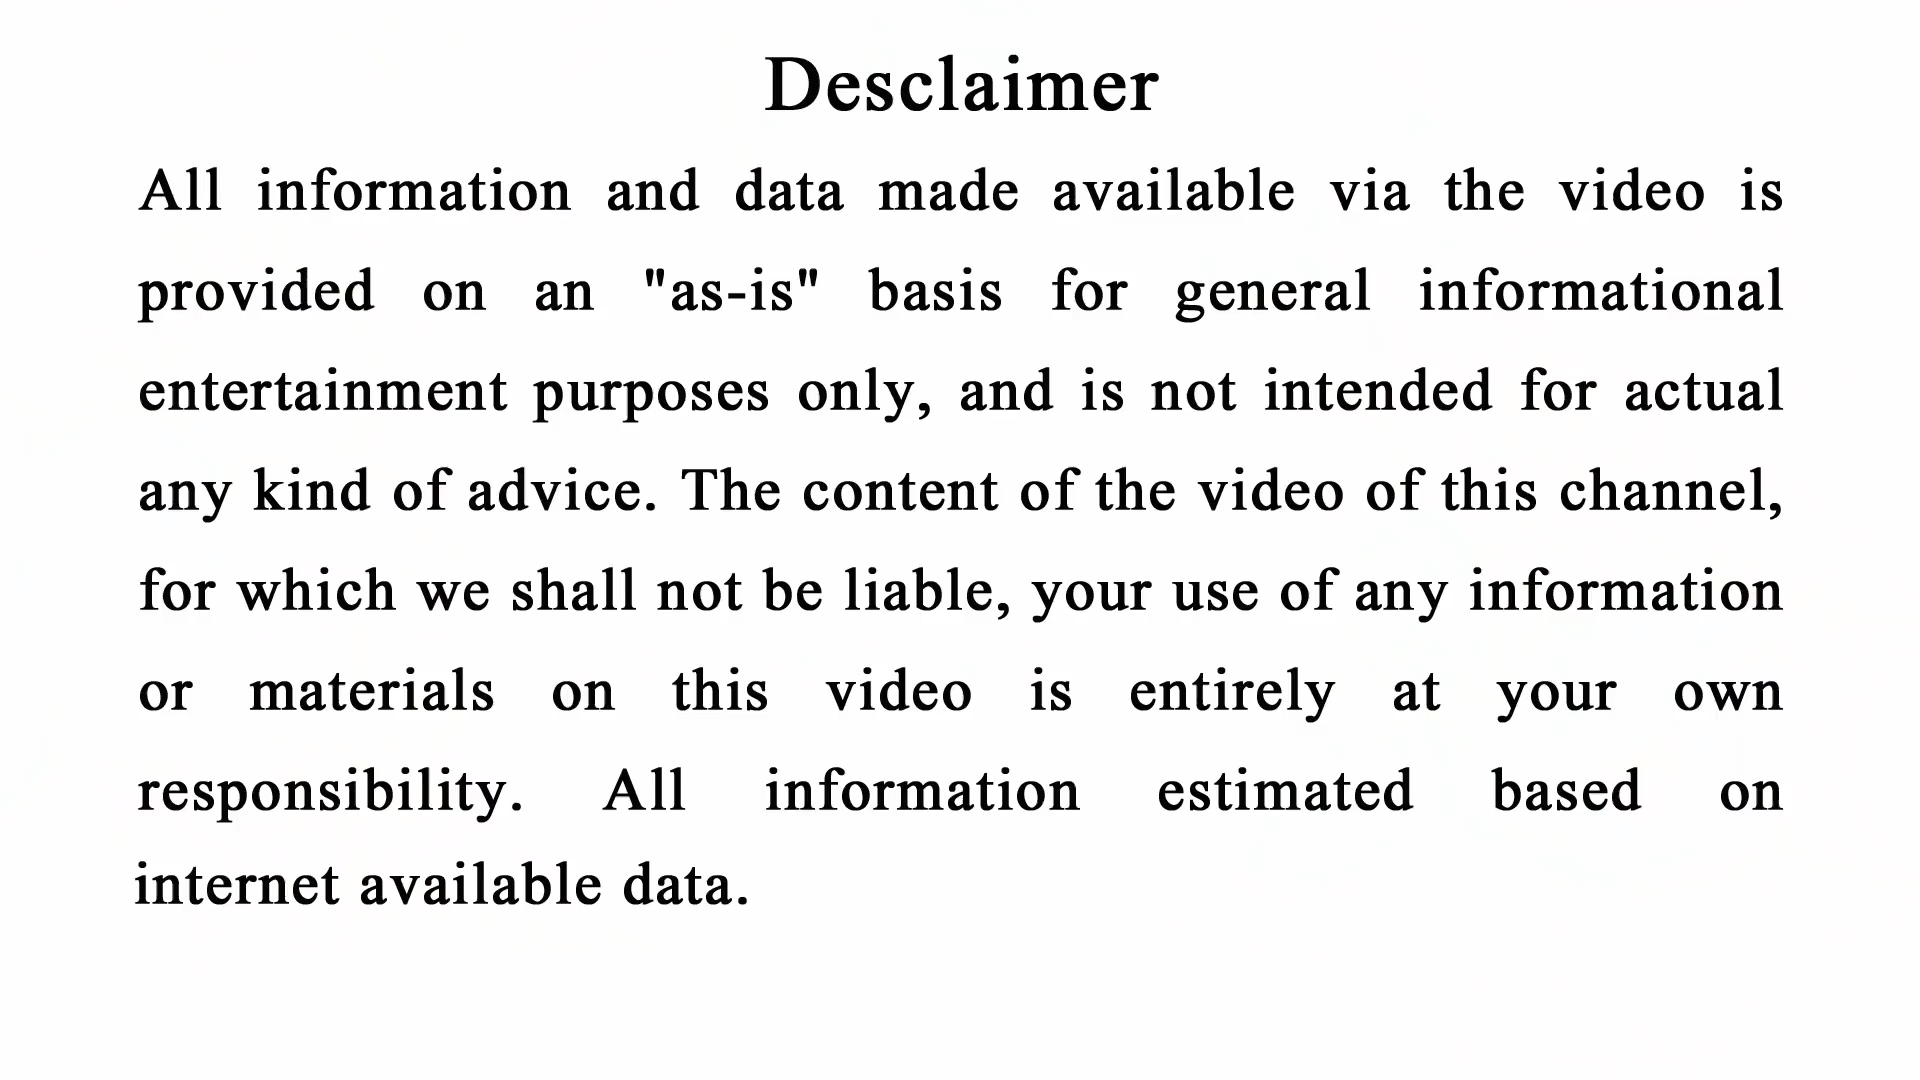 Desclaimer
All information and data made available via the video is
provided on an "as-is" basis for general informational
entertainment purposes only, and is not intended for actual
any kind of advice. The content of the video of this channel,
for which we shall not be liable, your use of any information
or materials on this video is entirely at your own
responsibility. All information estimated based on
internet available data.